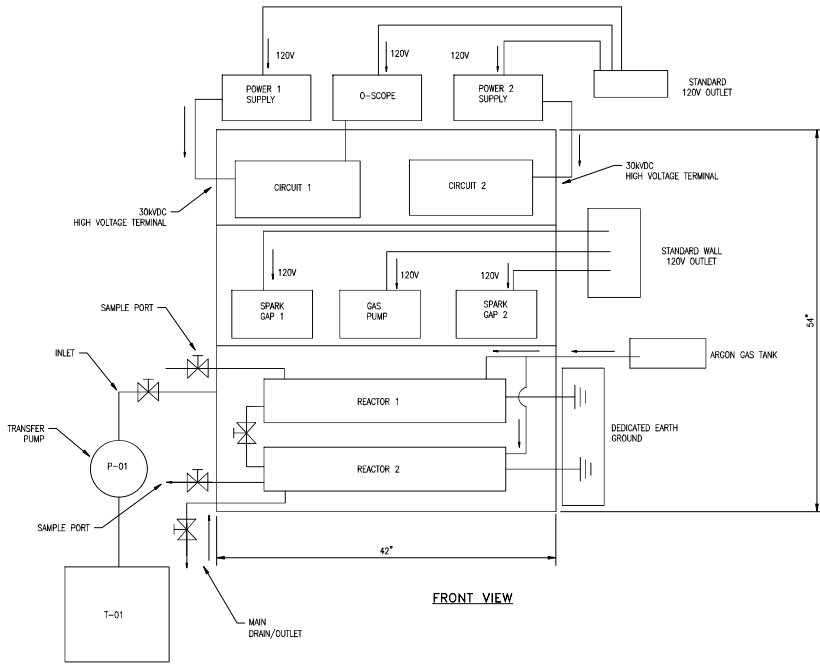 120V
120V
120V
POWER 1
SUPPLY
O-SCOPE
POWER 2
SUPPLY
STANDARD
120V OUTLET
CIRCUIT 1
CIRCUIT 2
30kVDC
HIGH VOLTAGE TERMINAL
30kVDC
HIGH VOLTAGE TERMINAL
STANDARD WALL
120V OUTLET
120V
120V
120V
SPARK
GAP 1
GAS
PUMP
SPARK
GAP 2
54"
SAMPLE PORT
INLET
ARGON GAS TANK
REACTOR 1
TRANSFER
PUMP
DEDICATED EARTH
GROUND
P-01
REACTOR 2
SAMPLE PORT
42"
FRONT VIEW
T-01
MAIN
DRAIN/OUTLET